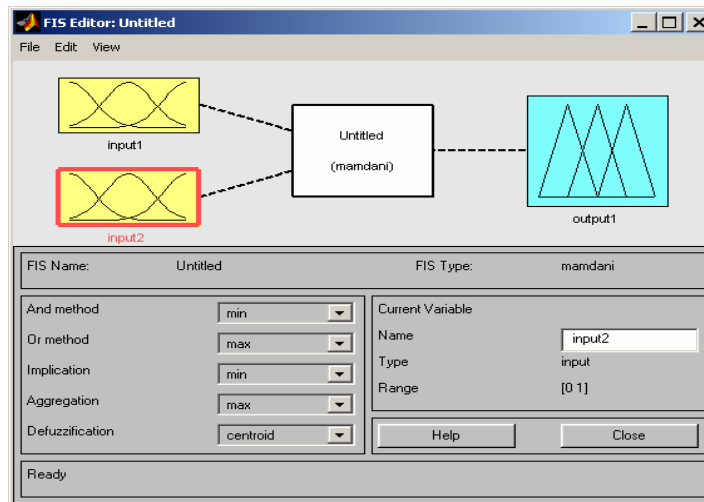 FIS Editor: Untitled
File Edit View
input1
input2
Untitled
(mamdani)
output1
FIS Name: Untitled FIS Type: mamdani
And method min
Or method max
Implication min
Aggregation max
Defuzzification centroid
Current Variable
Name input2
Type input
Range [0 1]
Help Close
Ready